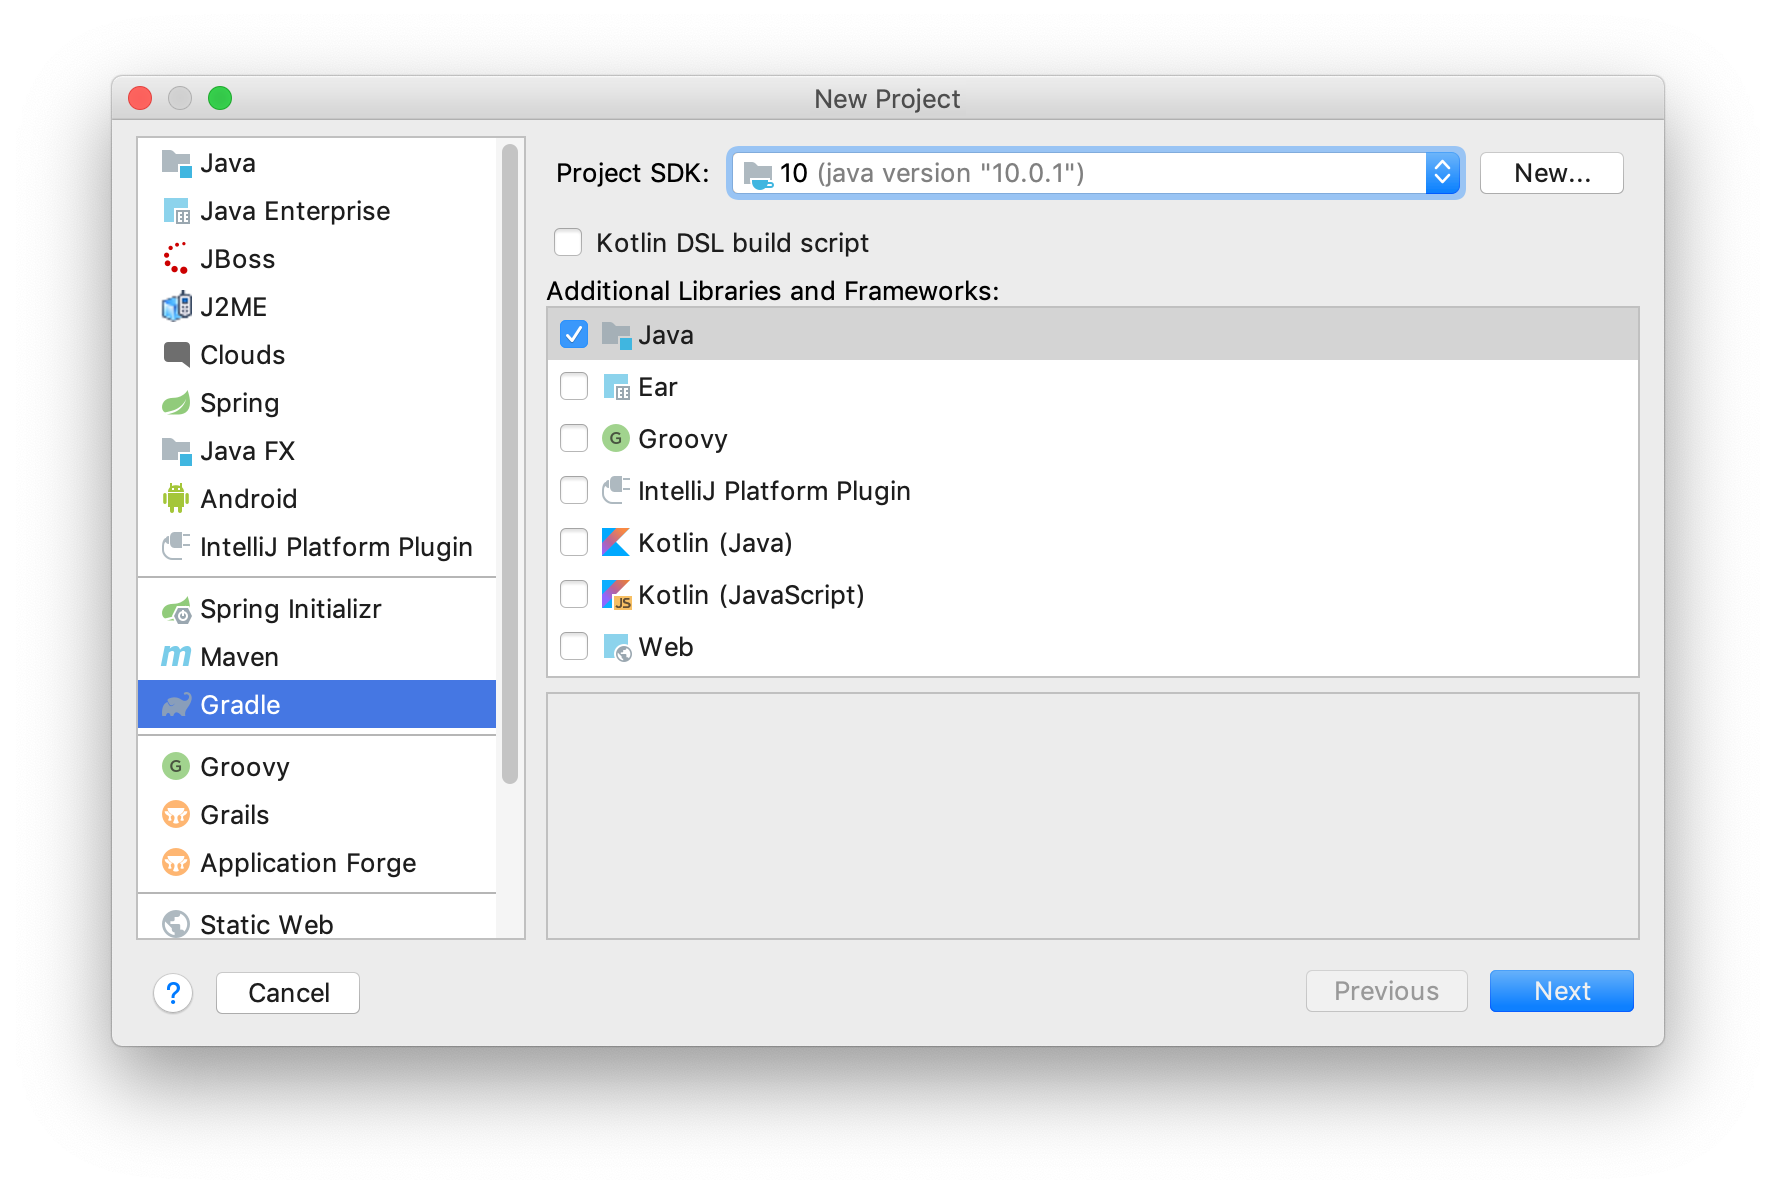 New Project
Java
Java Enterprise
JBoss
J2ME
Clouds
Spring
Java FX
Android
IntelliJ Platform Plugin
Spring Initializr
m Maven
Gradle
G Groovy
Grails
Application Forge
Static Web
Project SDK: 10 (java version "10.0.1") New...
Kotlin DSL build script
Additional Libraries and Frameworks:
Java
EE Ear
G Groovy
IntelliJ Platform Plugin
Kotlin (Java)
JS Kotlin (JavaScript)
Web
? Cancel Previous Next